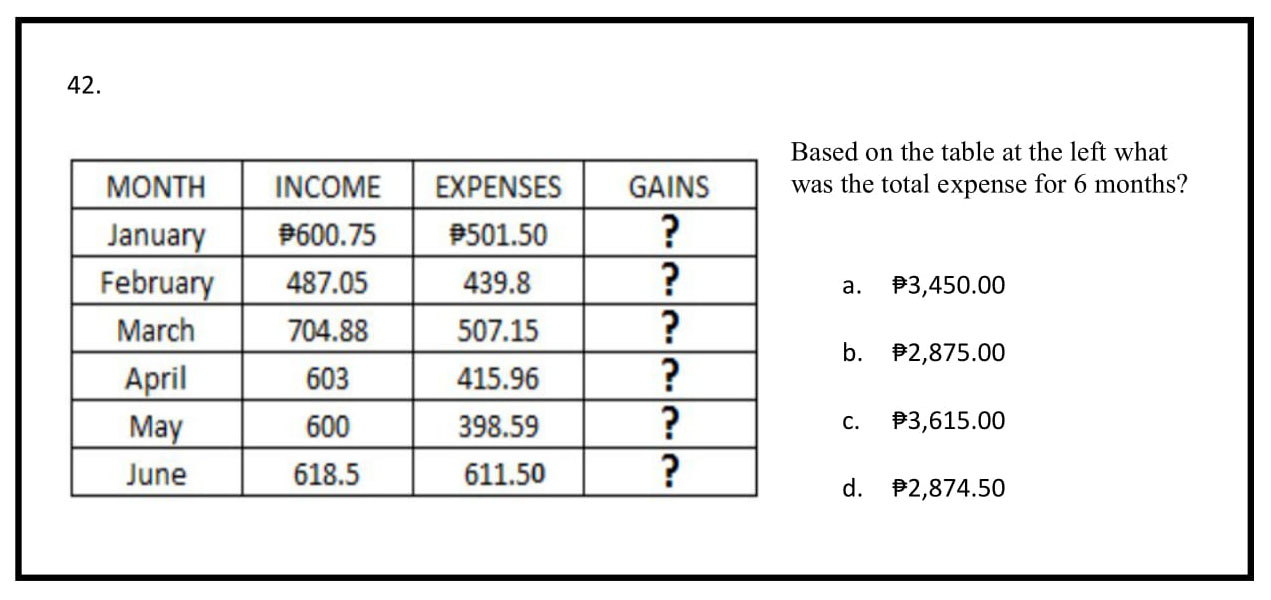 42.
Based on the table at the left what
was the total expense for 6 months?
MONTH INCOME EXPENSES GAINS
January ₱600.75 ₱501.50 ?
February 487.05 439.8 ?
March 704.88 507.15 ?
April 603 415.96 ?
May 600 398.59 ?
June 618.5 611.50 ?
a. ₱3,450.00
b. ₱2,875.00
c. ₱3,615.00
d. ₱2,874.50